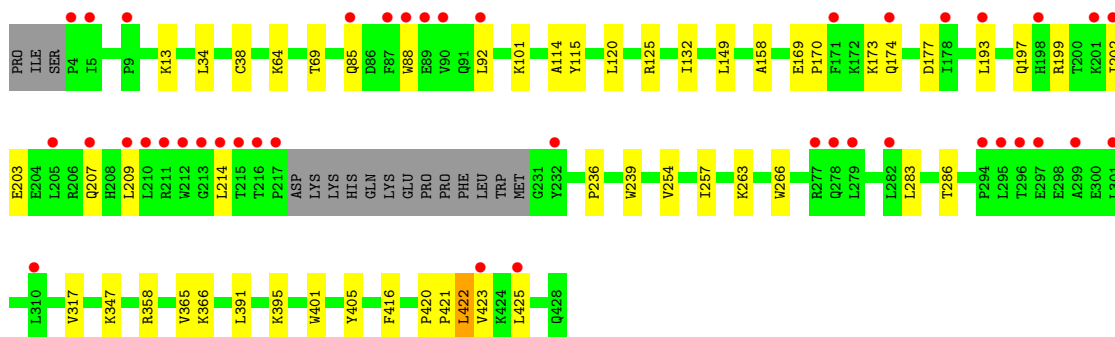 PRO ILE SER P4 I5 P9 K13 L34 C38 K64 T69 Q85 D86 F87 W88 E89 V90 Q91 L92 K101 A114 Y115 L120 R125 I132 L149 A158 E169 P170 F171 K172 K173 Q174 D177 I178 L193 Q197 H198 R199 T200 K201 I202
E203 E204 L205 R206 Q207 H208 L209 L210 R211 W212 G213 L214 T215 T216 P217 ASP LYS LYS HIS GLN LYS GLU PRO PRO PHE LEU TRP MET G231 Y232 P236 W239 V254 I257 K263 W266 R277 Q278 L279 L282 L283 T286 P294 L295 T296 E297 E298 A299 E300 L301
L310 V317 K347 R358 V365 K366 L391 K395 W401 Y405 F416 P420 P421 L422 V423 K424 L425 Q428